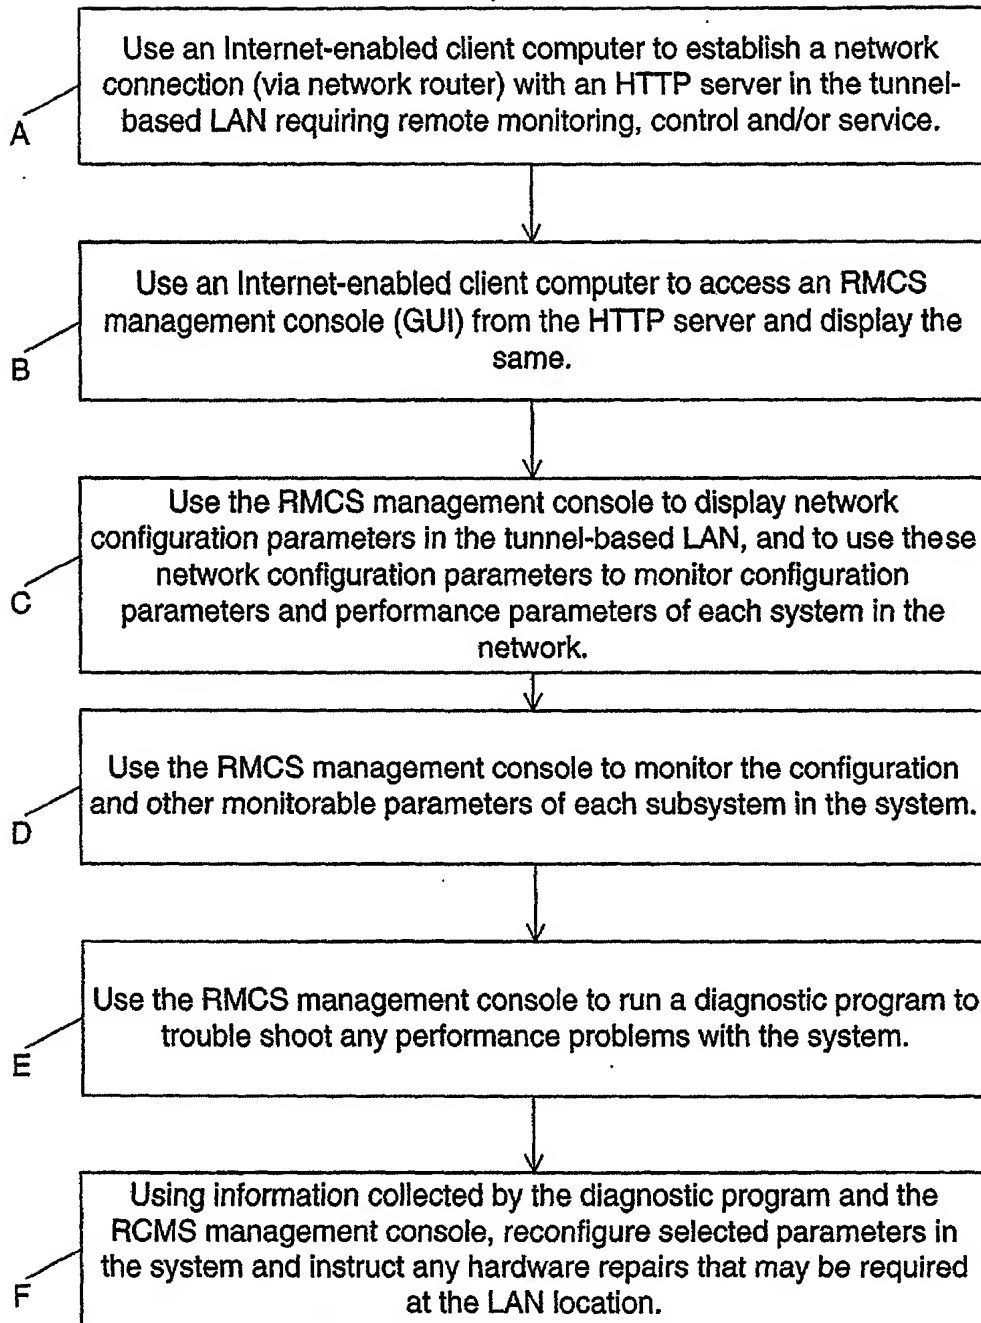 Use an Internet-enabled client computer to establish a network
connection (via network router) with an HTTP server in the tunnel-
based LAN requiring remote monitoring, control and/or service.
A
Use an Internet-enabled client computer to access an RMCS
management console (GUI) from the HTTP server and display the
same.
B
Use the RMCS management console to display network
configuration parameters in the tunnel-based LAN, and to use these
network configuration parameters to monitor configuration
parameters and performance parameters of each system in the
network.
C
Use the RMCS management console to monitor the configuration
and other monitorable parameters of each subsystem in the system.
D
Use the RMCS management console to run a diagnostic program to
trouble shoot any performance problems with the system.
E
Using information collected by the diagnostic program and the
RCMS management console, reconfigure selected parameters in
the system and instruct any hardware repairs that may be required
at the LAN location.
F